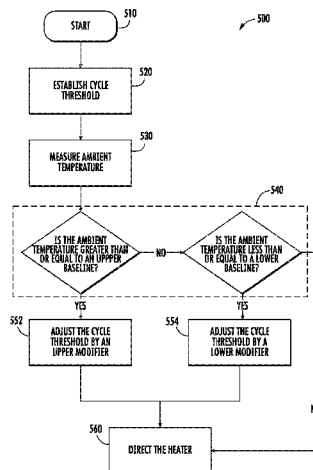 START
510
500
ESTABLISH CYCLE
THRESHOLD
520
MEASURE AMBIENT
TEMPERATURE
530
540
IS THE AMBIENT
TEMPERATURE GREATER THAN
OR EQUAL TO AN UPPPER
BASELINE?
NO
IS THE AMBIENT
TEMPERATURE LESS THAN
OR EQUAL TO A LOWER
BASELINE?
YES
YES
552
ADJUST THE CYCLE
THRESHOLD BY AN
UPPER MODIFIER
554
ADJUST THE CYCLE
THRESHOLD BY A
LOWER MODIFIER
560
DIRECT THE HEATER